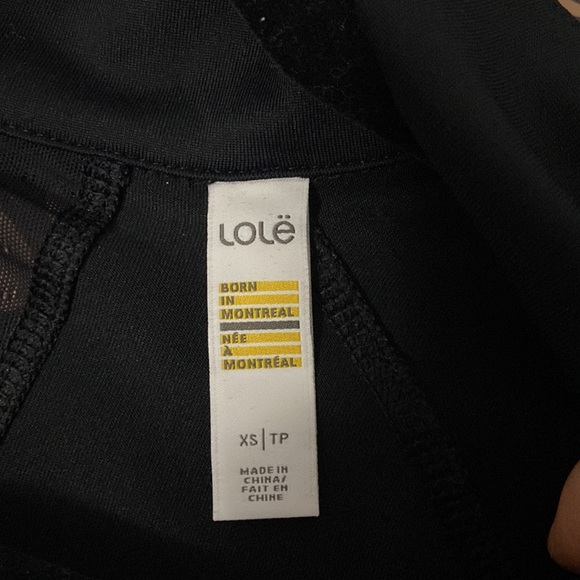 LOLë
BORN
IN
MONTREAL
NÉE
À
MONTRÉAL
XS | TP
MADE IN
CHINA/
FAIT EN
CHINE